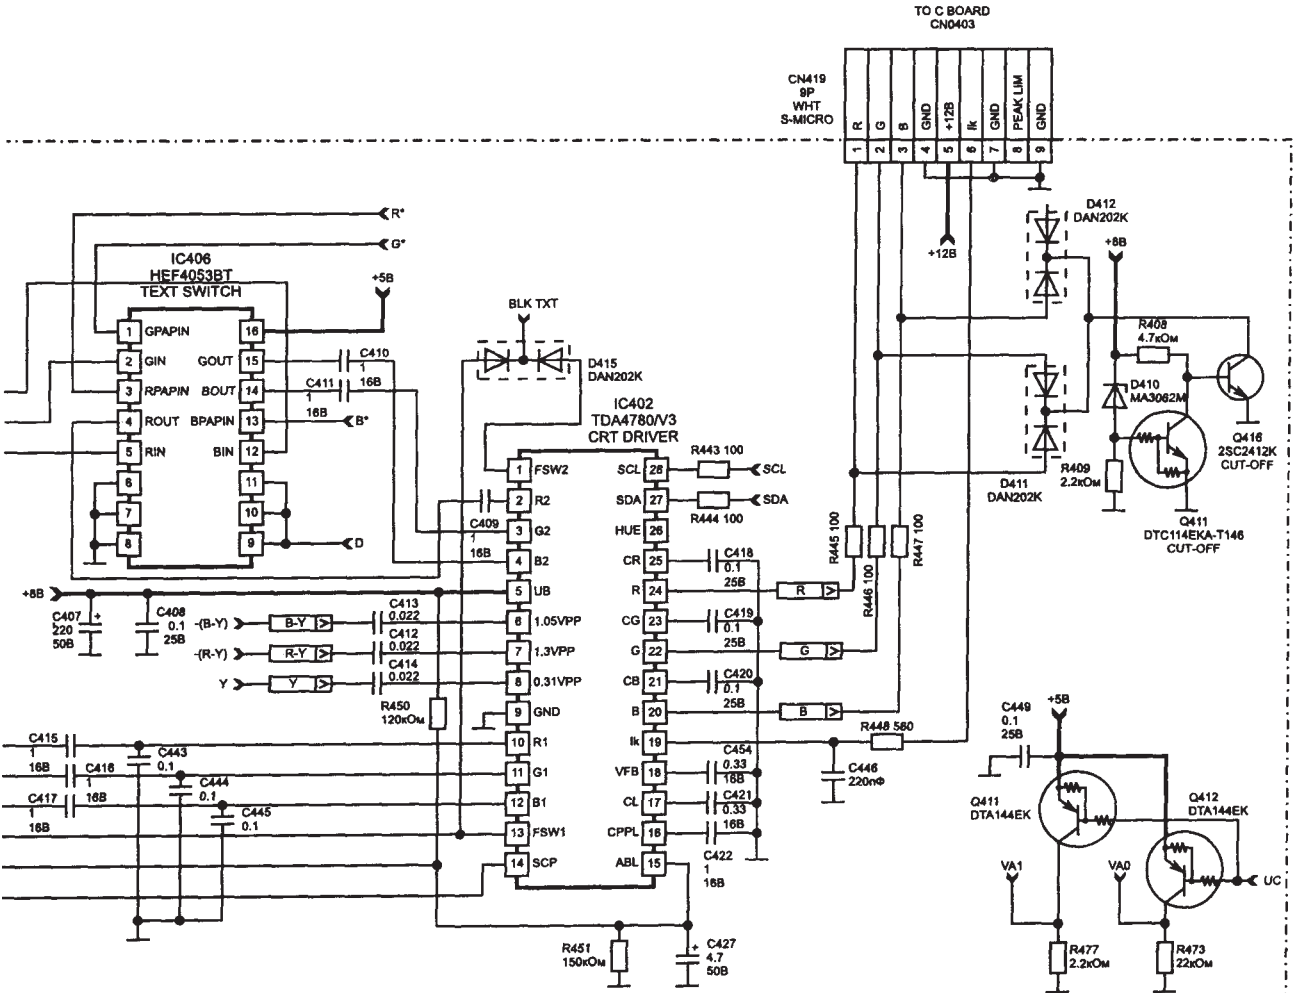 TO C BOARD
CN0403
CN419
9P
WHT
S-MICRO
R
G
B
GND
+12B
Ik
GND
PEAK LIM
GND
1 2 3 4 5 6 7 8 9
R*
G*
+5B
IC406
HEF4053BT
TEXT SWITCH
1 GPAPIN
2 GIN
3 RPAPIN
4 ROUT
5 RIN
6
7
8
16
GOUT 15
BOUT 14
BPAPIN 13
BIN 12
11
10
9
C410
1
16B
C411
1
16B
B*
D
BLK TXT
D415
DAN202K
IC402
TDA4780/V3
CRT DRIVER
1 FSW2
2 R2
3 G2
4 B2
5 UB
6 1.05VPP
7 1.3VPP
8 0.31VPP
9 GND
10 R1
11 G1
12 B1
13 FSW1
14 SCP
SCL 28
SDA 27
HUE 26
CR 25
R 24
CG 23
G 22
CB 21
B 20
Ik 19
VFB 18
CL 17
CPPL 16
ABL 15
C409
1
16B
+8B
C407
220
50B
C408
0.1
25B
-(B-Y)
B-Y
C413
0.022
-(R-Y)
R-Y
C412
0.022
Y
Y
C414
0.022
R450
120кОм
C415
1
16B
C416
1
16B
C417
1
16B
C443
0.1
C444
0.1
C445
0.1
R443 100
SCL
R444 100
SDA
C418
0.1
25B
R
C419
0.1
25B
G
C420
0.1
25B
B
R448 560
C454
0.33
16B
C421
0.33
16B
C422
1
16B
C446
220пФ
R451
150кОм
C427
4.7
50B
R445 100
R446 100
R447 100
+12B
D412
DAN202K
D411
DAN202K
+8B
R408
4.7кОм
D410
MA3062M
R409
2.2кОм
Q416
2SC2412K
CUT-OFF
Q411
DTC114EKA-T146
CUT-OFF
C449
0.1
25B
+5B
Q411
DTA144EK
Q412
DTA144EK
VA1
VA0
UC
R477
2.2кОм
R473
22кОм